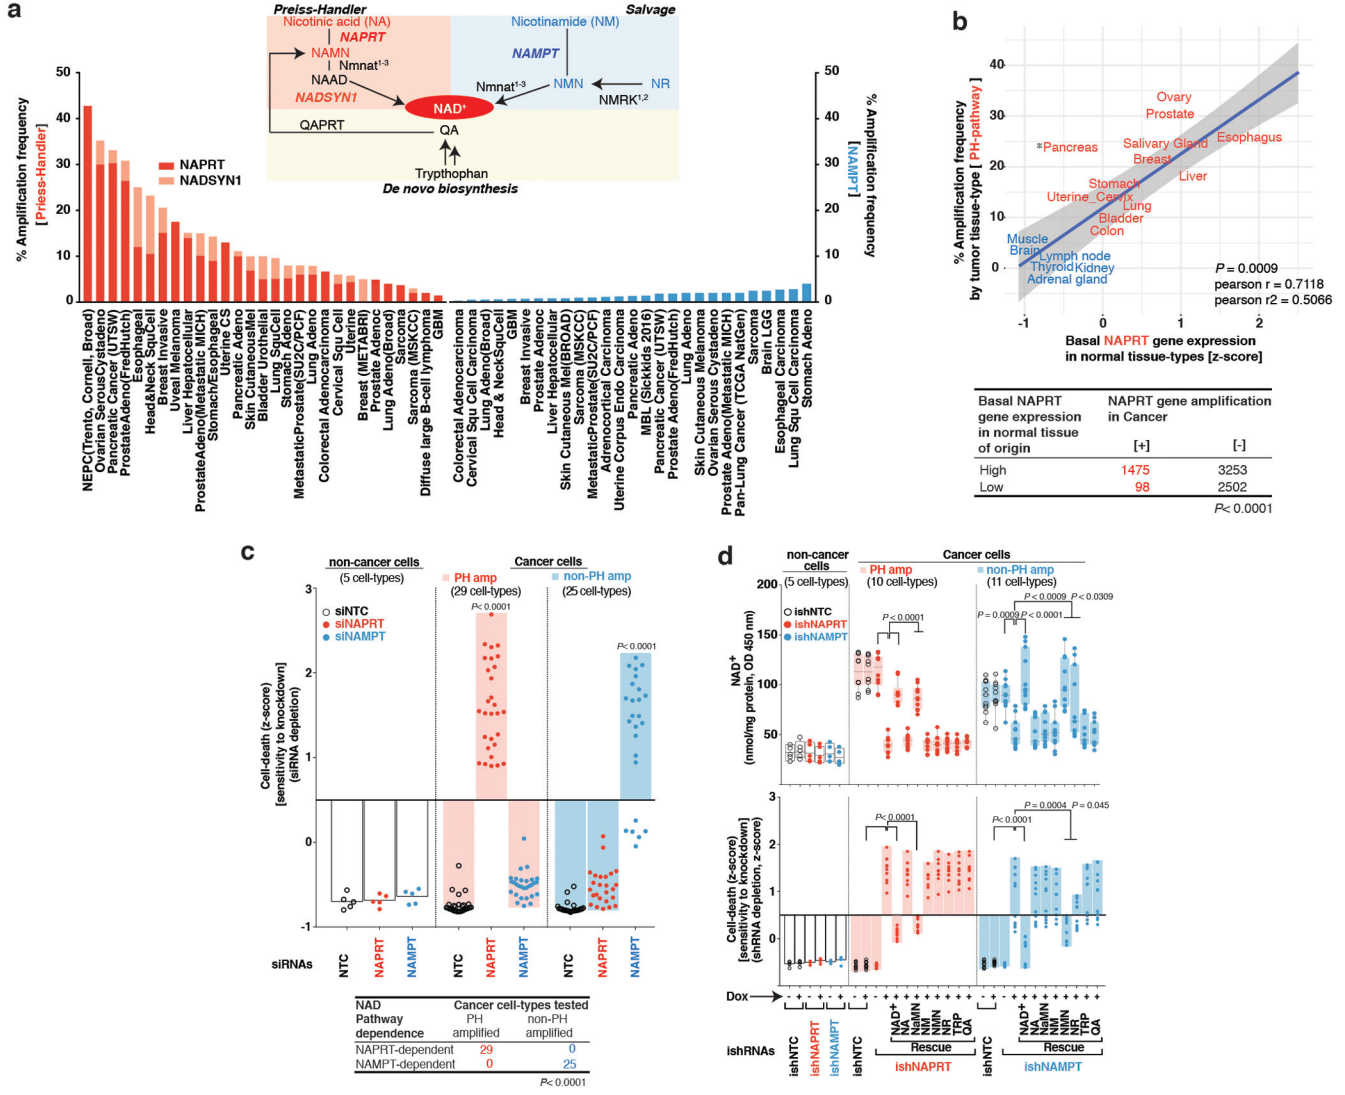 a
Preiss-Handler
Salvage
Nicotinic acid (NA)
Nicotinamide (NM)
NAPRT
NAMN
NAMPT
Nmnat1-3
NAAD
Nmnat1-3
NMN
NR
NADSYN1
NAD+
NMRK1,2
QAPRT
QA
Trypthophan
De novo biosynthesis
% Amplification frequency
[Priess-Handler]
50
40
30
20
10
0
NAPRT
NADSYN1
50
40
30
20
10
0
% Amplification frequency
[NAMPT]
NEPC(Trento, Cornell, Broad)
Ovarian SerousCystadeno
Pancreatic Cancer (UTSW)
ProstateAdeno(FredHutch)
Esophageal
Head&Neck SquCell
Breast Invasive
Uveal Melanoma
Liver Hepatocellular
ProstateAdeno(Metastatic MICH)
Stomach/Esophageal
Uterine CS
Pancreatic Adeno
Skin CutaneousMel
Bladder Urothelial
Lung SquCell
Stomach Adeno
MetastaticProstate(SU2C/PCF)
Lung Adeno
Colorectal Adenocarcinoma
Cervical Squ Cell
Uterine
Breast (METABRI)
Prostate Adenoc
Lung Adeno(Broad)
Sarcoma
Sarcoma (MSKCC)
Diffuse large B-cell lymphoma
GBM
Colorectal Adenocarcinoma
Cervical Squ Cell Carcinoma
Lung Adeno(Broad)
Head & NeckSquCell
GBM
Breast Invasive
Prostate Adenoc
Liver Hepatocellular
Skin Cutaneous Mel(BROAD)
Sarcoma (MSKCC)
MetastaticProstate(SU2C/PCF)
Adrenocortical Carcinoma
Uterine Corpus Endo Carcinoma
Pancreatic Adeno
MBL (Sickkids 2016)
Pancreatic Cancer (UTSW)
Prostate Adeno(FredHutch)
Lung Adeno
Skin Cutaneous Melanoma
Ovarian Serous Cystadeno
Prostate Adeno(Metastatic MICH)
Pan-Lung Cancer (TCGA NatGen)
Brain LGG
Sarcoma
Esophageal Carcinoma
Lung Squ Cell Carcinoma
Stomach Adeno
b
% Amplification frequency
by tumor tissue-type [ PH-pathway ]
40
30
20
10
0
Ovary
Prostate
*Pancreas
Salivary Gland
Esophagus
Breast
Liver
Stomach
Uterine_Cervix
Lung
Bladder
Colon
Muscle
Brain
Lymph node
Thyroid
Kidney
Adrenal gland
P = 0.0009
pearson r = 0.7118
pearson r2 = 0.5066
-1
0
1
2
Basal NAPRT gene expression
in normal tissue-types [z-score]
Basal NAPRT
gene expression
in normal tissue
of origin
NAPRT gene amplification
in Cancer
[+]
[-]
High 1475 3253
Low 98 2502
P< 0.0001
c
non-cancer cells
(5 cell-types)
Cancer cells
PH amp
(29 cell-types)
non-PH amp
(25 cell-types)
Cell-death (z-score)
[sensitivity to knockdown]
(siRNA depletion)
3
2
1
0
-1
siNTC
siNAPRT
siNAMPT
P< 0.0001
P< 0.0001
siRNAs
NTC
NAPRT
NAMPT
NTC
NAPRT
NAMPT
NTC
NAPRT
NAMPT
NAD
Pathway
dependence
Cancer cell-types tested
PH
amplified
non-PH
amplified
NAPRT-dependent 29 0
NAMPT-dependent 0 25
P< 0.0001
d
non-cancer
cells
(5 cell-types)
Cancer cells
PH amp
(10 cell-types)
non-PH amp
(11 cell-types)
NAD+
(nmol/mg protein, OD 450 nm)
200
150
100
50
ishNTC
ishNAPRT
ishNAMPT
P < 0.0001
P < 0.0009
P < 0.0309
P = 0.0009
P < 0.0001
Cell-death (z-score)
[sensitivity to knockdown]
(shRNA depletion, z-score)
3
2
1
0
P< 0.0001
P = 0.0004
P = 0.045
P <0.0001
Dox
- + - + - + - + - + + + + + + + + + - + - + + + + + + + + +
ishRNAs
ishNTC
ishNAPRT
ishNAMPT
ishNTC
NAD+
NA
NaMN
NM
NMN
NR
TRP
QA
Rescue
ishNAPRT
ishNTC
NAD+
NA
NaMN
NM
NMN
NR
TRP
QA
Rescue
ishNAMPT